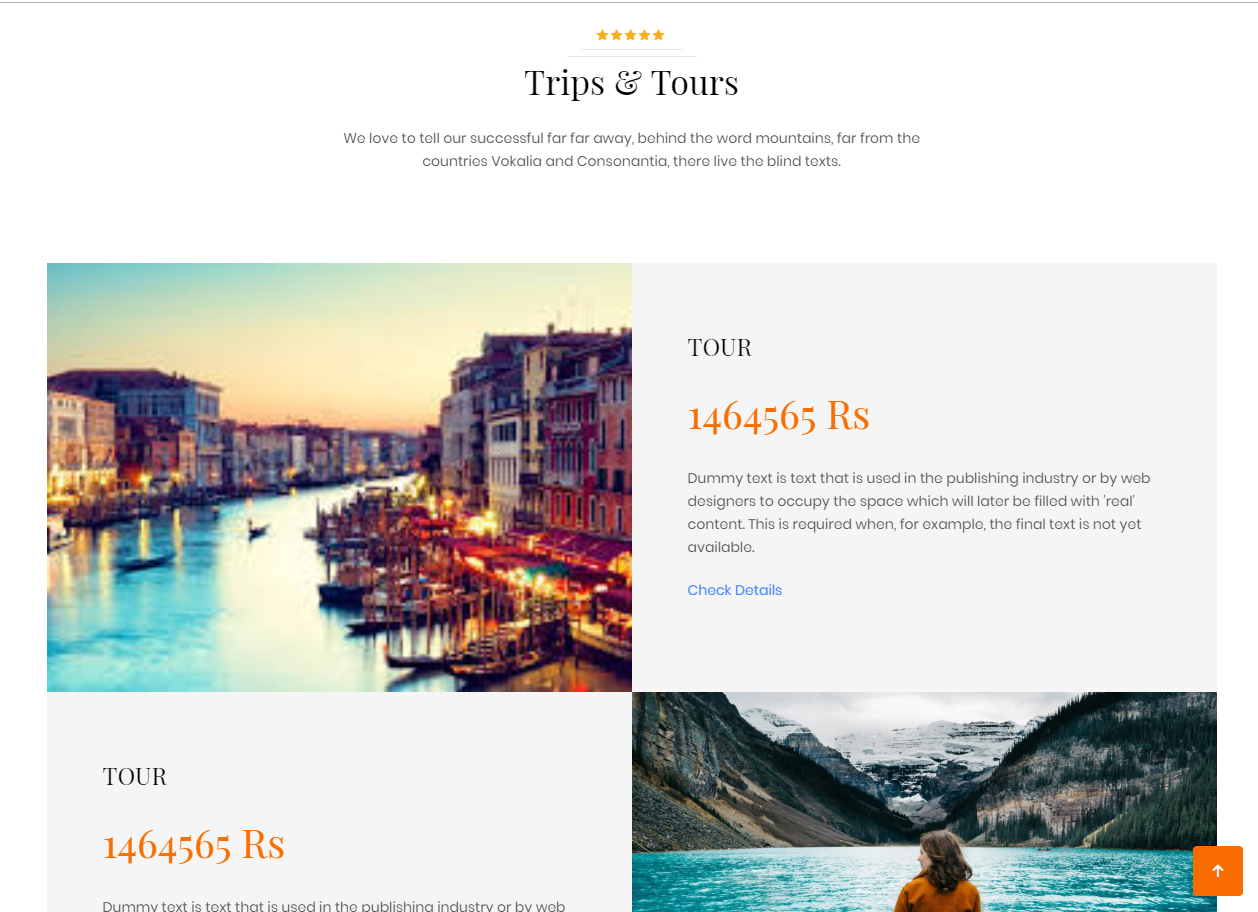 Trips & Tours
We love to tell our successful far far away, behind the word mountains, far from the
countries Vokalia and Consonantia, there live the blind texts.
TOUR
1464565 Rs
Dummy text is text that is used in the publishing industry or by web
designers to occupy the space which will later be filled with 'real'
content. This is required when, for example, the final text is not yet
available.
Check Details
TOUR
1464565 Rs
Dummy text is text that is used in the publishing industry or by web